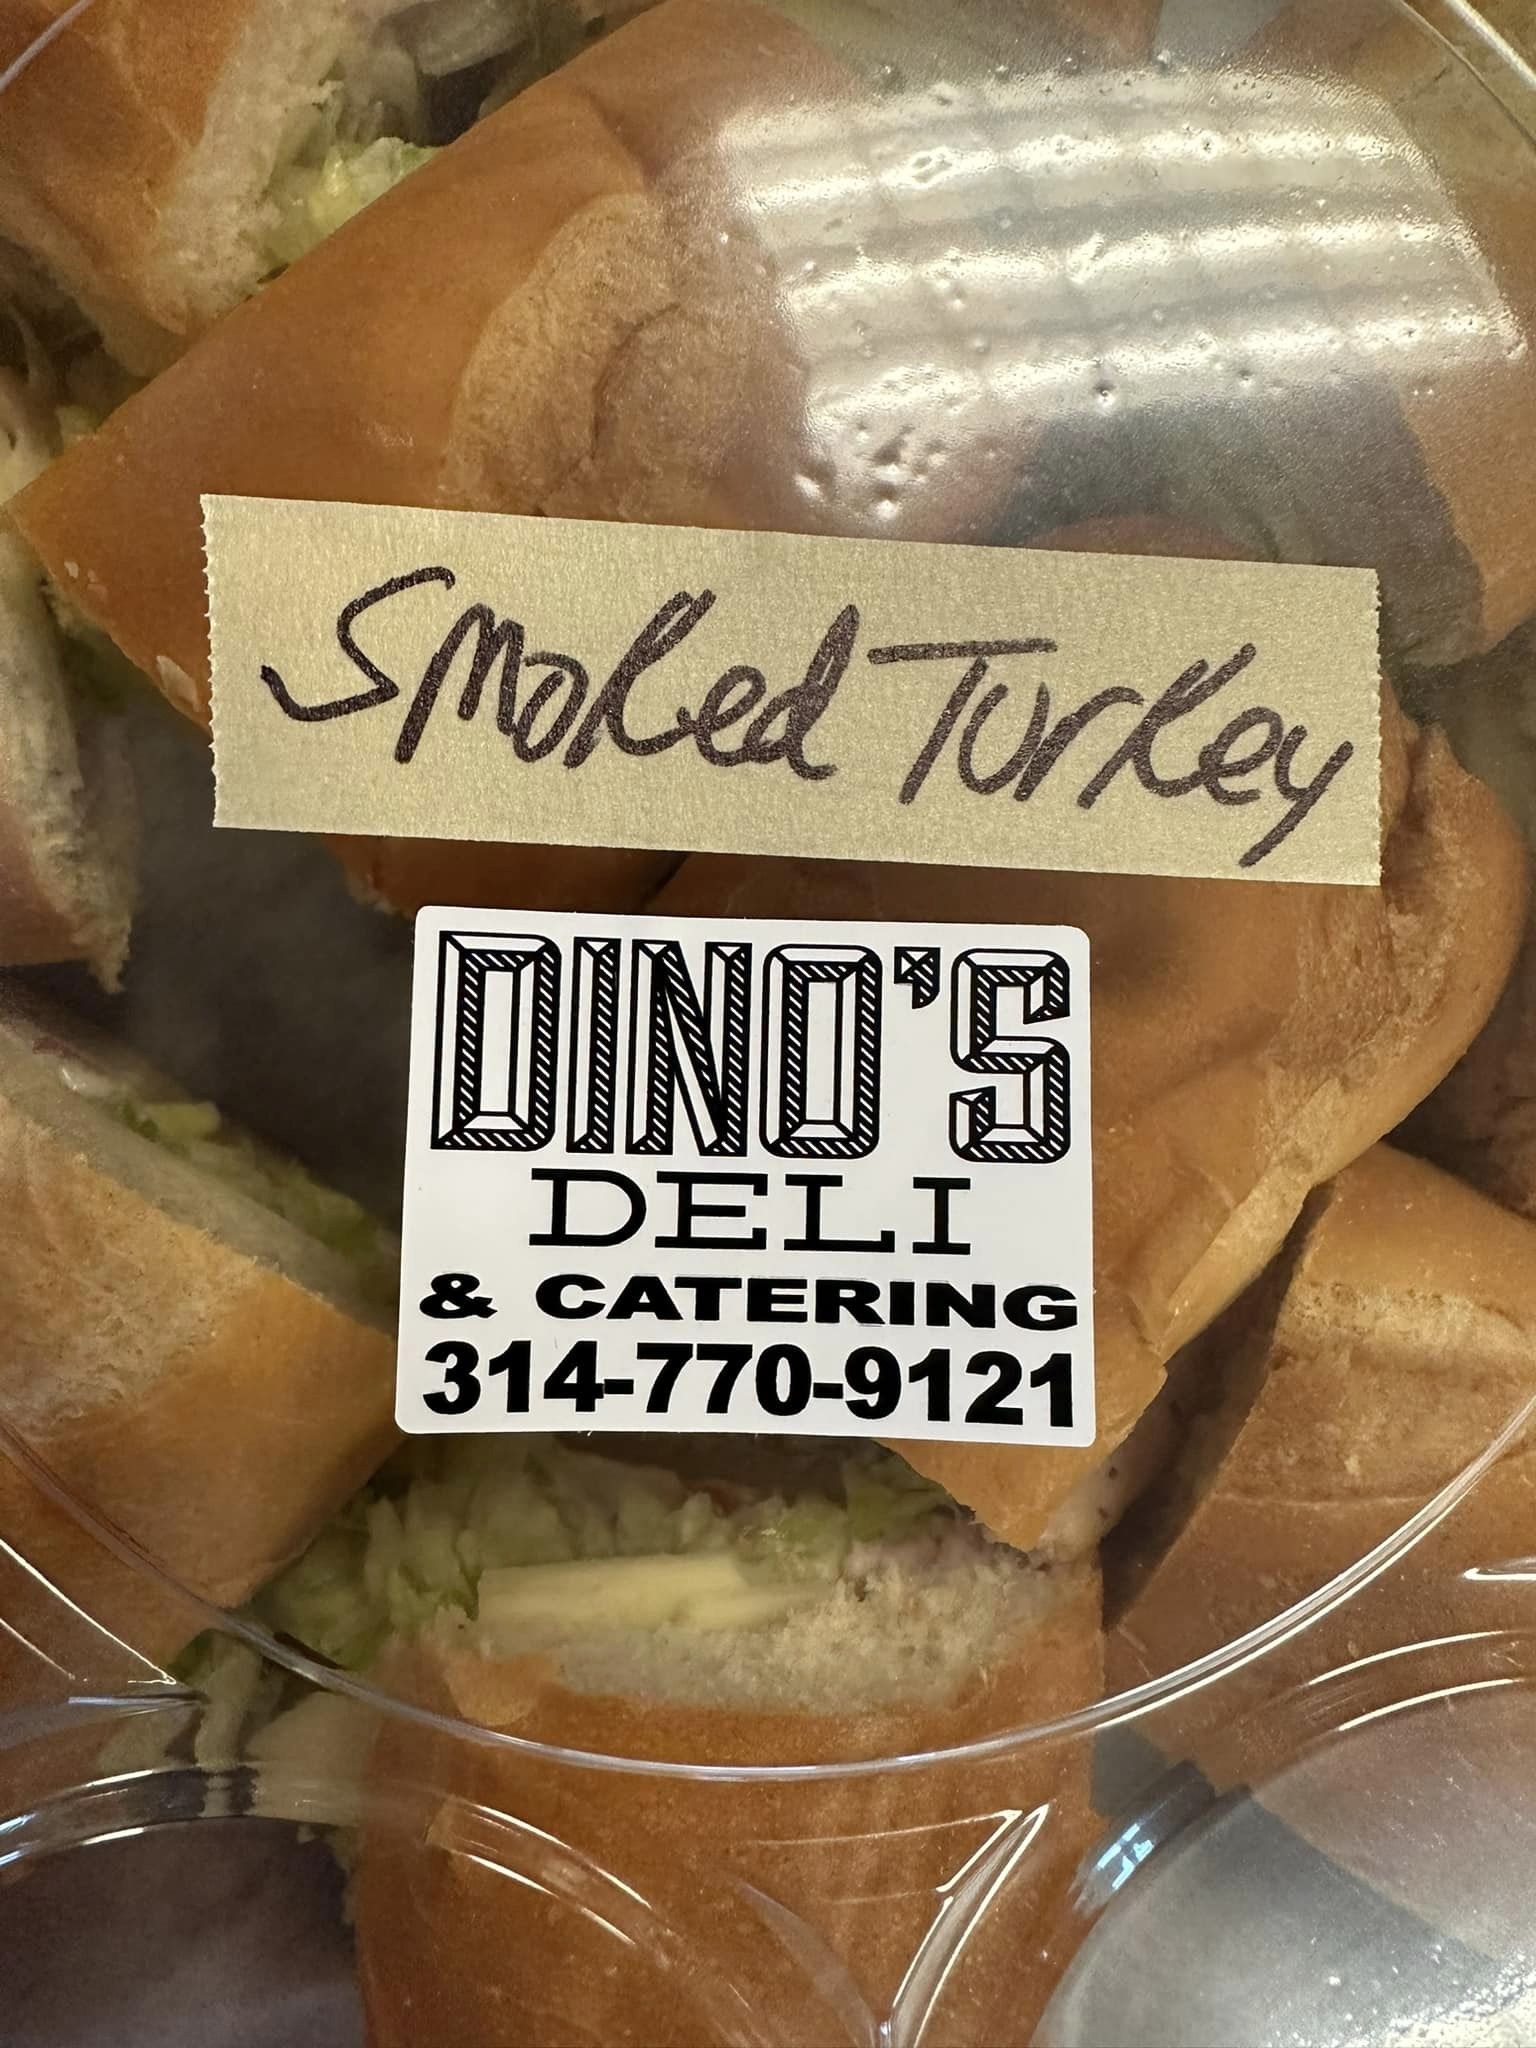 Smoked Turkey
DINO'S
DELI
& CATERING
314-770-9121